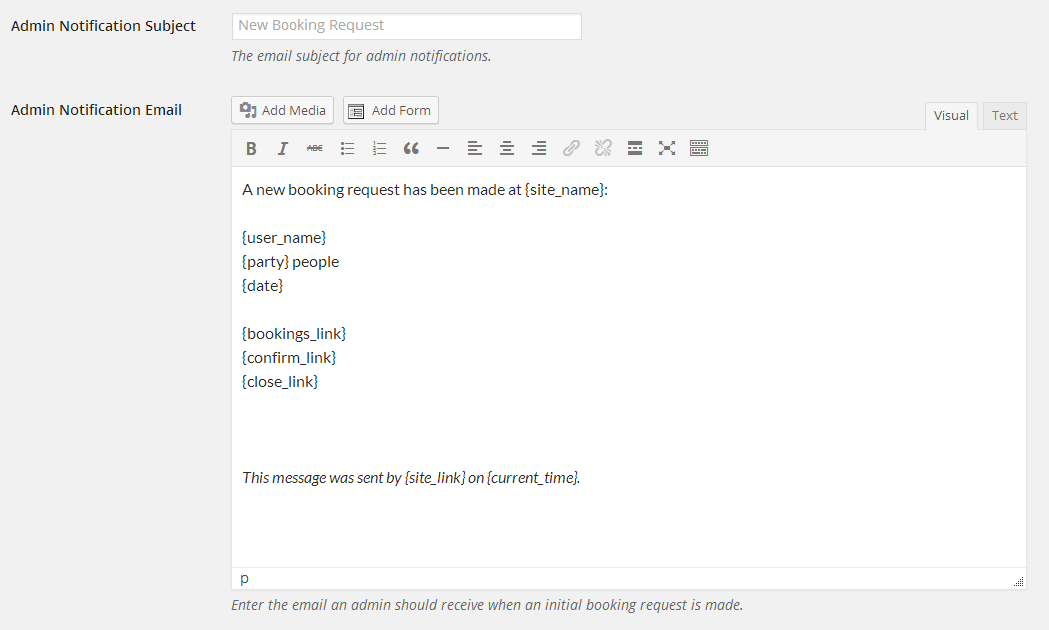 Admin Notification Subject
New Booking Request
The email subject for admin notifications.
Admin Notification Email
Add Media
Add Form
Visual
Text
B I ABC
A new booking request has been made at {site_name}:
{user_name}
{party} people
{date}
{bookings_link}
{confirm_link}
{close_link}
This message was sent by {site_link} on {current_time}.
p
Enter the email an admin should receive when an initial booking request is made.